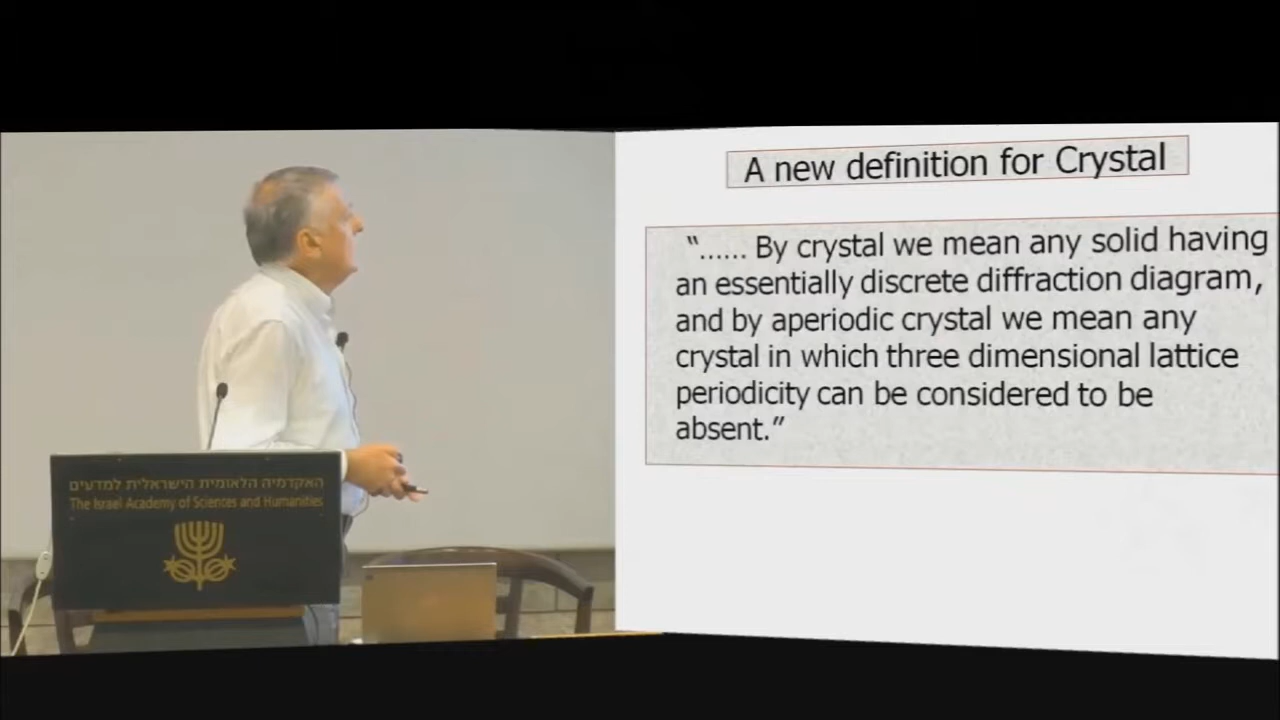 האקדמיה הלאומית הישראלית למדעים
The Israel Academy of Sciences and Humanities
A new definition for Crystal
“...... By crystal we mean any solid having
an essentially discrete diffraction diagram,
and by aperiodic crystal we mean any
crystal in which three dimensional lattice
periodicity can be considered to be
absent.”